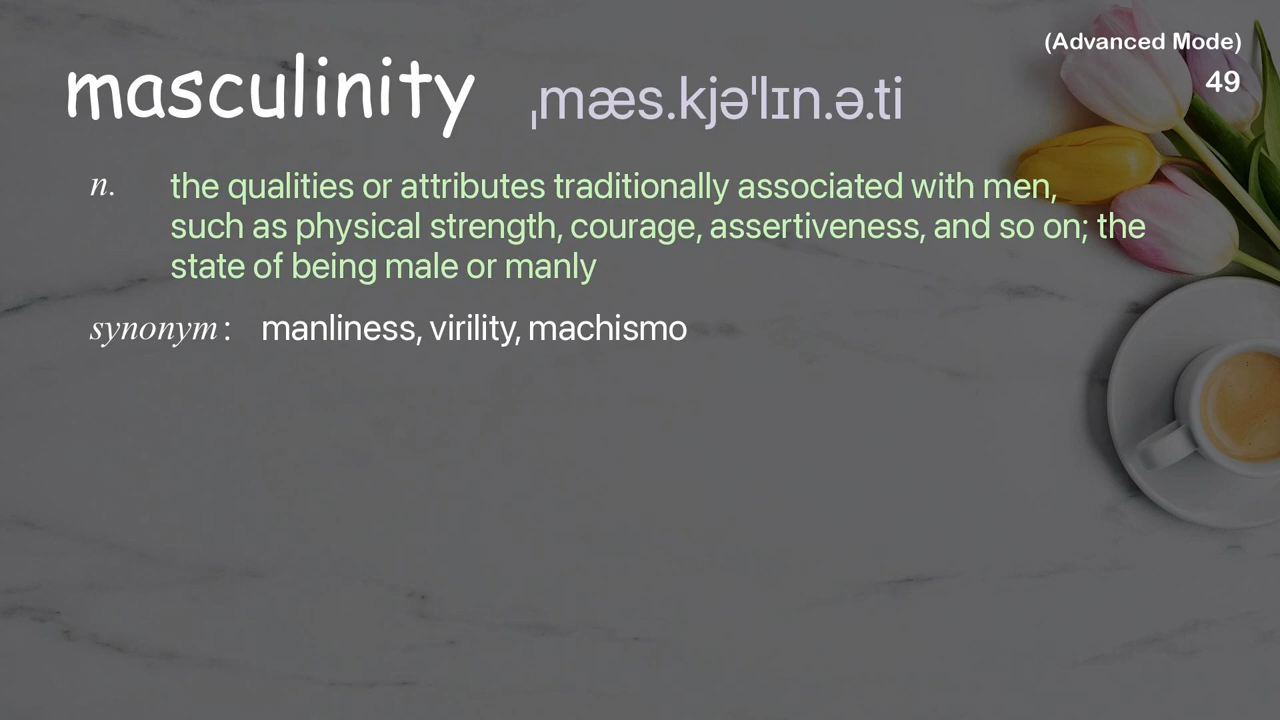 (Advanced Mode)
49
masculinity ˌmæs.kjəˈlɪn.ə.ti
n. the qualities or attributes traditionally associated with men,
such as physical strength, courage, assertiveness, and so on; the
state of being male or manly
synonym: manliness, virility, machismo